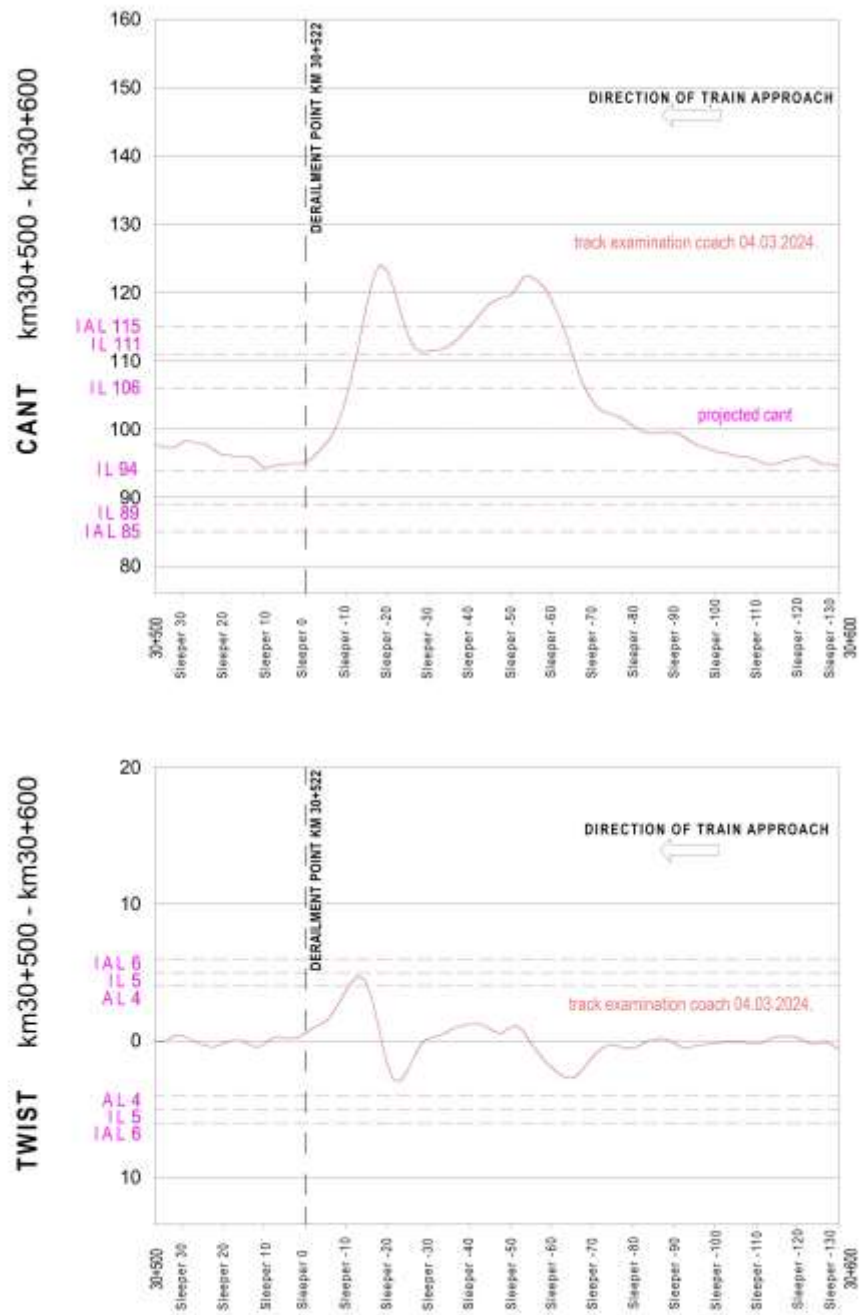 CANT km30+500 - km30+600
160
150
140
130
120
110
100
90
80
IAL 115
IL 111
IL 106
IL 94
IL 89
IAL 85
DERAILMENT POINT KM 30+522
DIRECTION OF TRAIN APPROACH
track examination coach 04.03.2024.
projected cant
30+500
Sleeper 30
Sleeper 20
Sleeper 10
Sleeper 0
Sleeper -10
Sleeper -20
Sleeper -30
Sleeper -40
Sleeper -50
Sleeper -60
Sleeper -70
Sleeper -80
Sleeper -90
Sleeper -100
Sleeper -110
Sleeper -120
Sleeper -130
30+600
TWIST km30+500 - km30+600
20
10
0
10
IAL 6
IL 5
AL 4
AL 4
IL 5
IAL 6
DERAILMENT POINT KM 30+522
DIRECTION OF TRAIN APPROACH
track examination coach 04.03.2024.
30+500
Sleeper 30
Sleeper 20
Sleeper 10
Sleeper 0
Sleeper -10
Sleeper -20
Sleeper -30
Sleeper -40
Sleeper -50
Sleeper -60
Sleeper -70
Sleeper -80
Sleeper -90
Sleeper -100
Sleeper -110
Sleeper -120
Sleeper -130
30+600